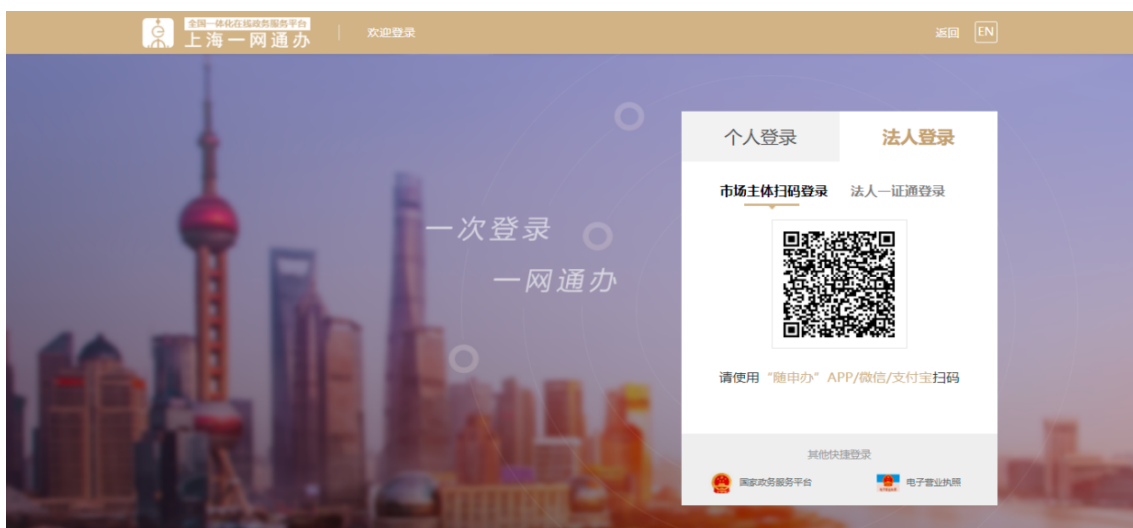 全国一体化在线政务服务平台
上海一网通办
欢迎登录
返回 EN
一次登录
一网通办
个人登录 法人登录
市场主体扫码登录 法人一证通登录
请使用“随申办”APP/微信/支付宝扫码
其他快捷登录
国家政务服务平台 电子营业执照